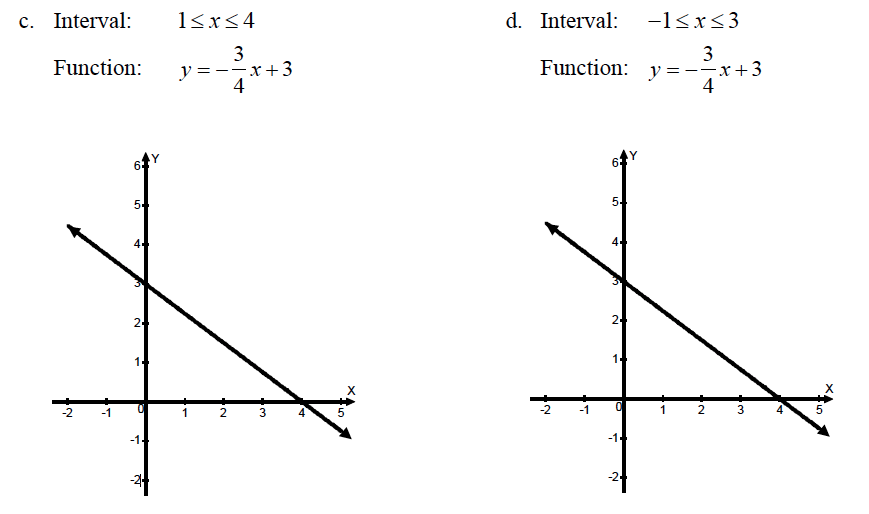 c. Interval: 1 ≤ x ≤ 4
Function: y = -3/4 x + 3
Y
6
5
4
3
2
1
X
-2 -1 0 1 2 3 4 5
-1
-2
d. Interval: -1 ≤ x ≤ 3
Function: y = -3/4 x + 3
Y
6
5
4
3
2
1
X
-2 -1 0 1 2 3 4 5
-1
-2